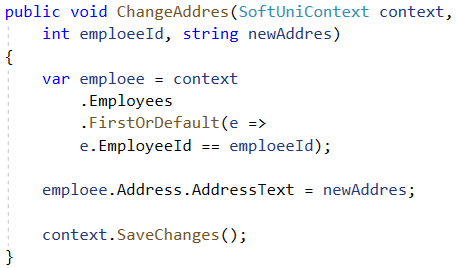 public void ChangeAddres(SoftUniContext context,
int emploeeId, string newAddres)
{
var emploee = context
.Employees
.FirstOrDefault(e =>
e.EmployeeId == emploeeId);
emploee.Address.AddressText = newAddres;
context.SaveChanges();
}